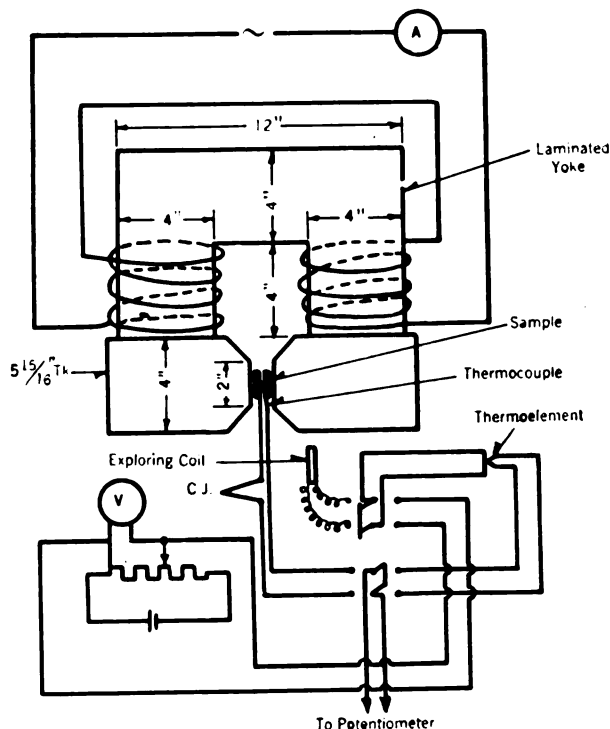 ~
A
12"
Laminated
Yoke
4"
4"
4"
4"
Sample
5 15/16" Tk
4"
2"
Thermocouple
Thermoelement
Exploring Coil
C.J.
V
To Potentiometer